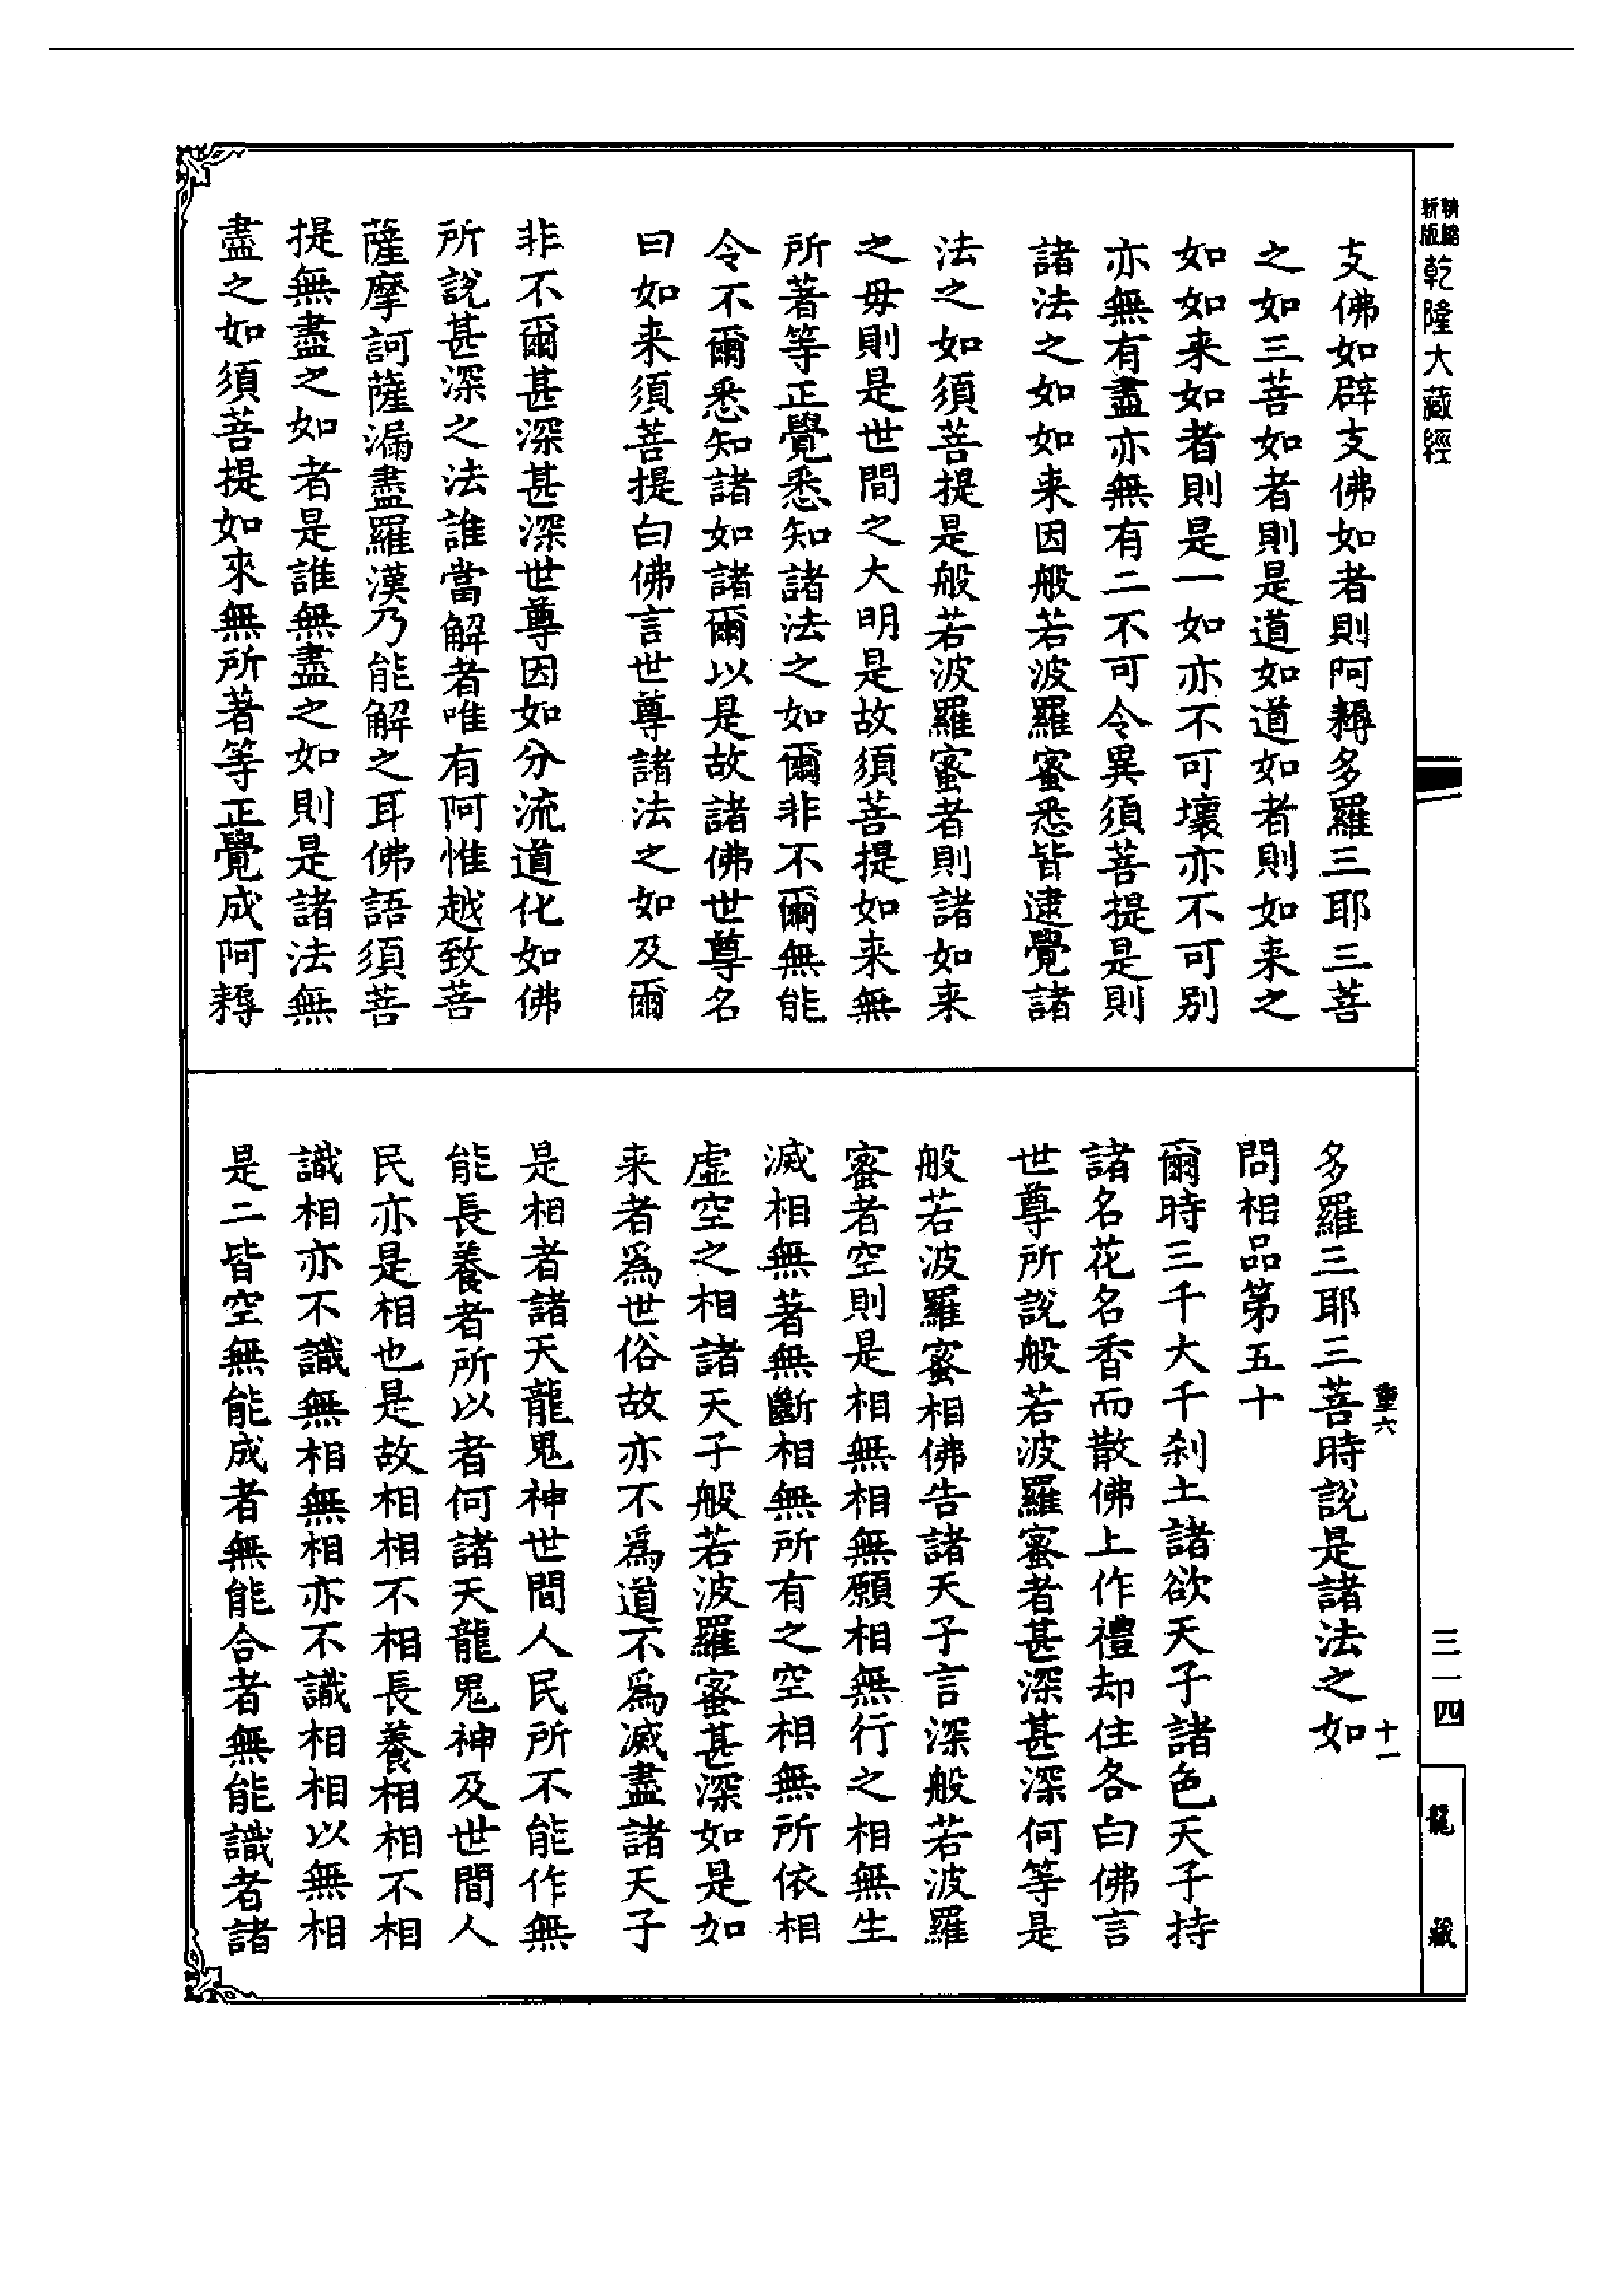 新版
精縮
乾隆大藏經
支佛如辟支佛如者則阿耨多羅三耶三菩
之如三菩如者則是道如道如者則如来之
如如来如者則是一如亦不可壞亦不可别
亦無有盡亦無有二不可令異須菩提是則
諸法之如如来因般若波羅蜜悉皆逮覺諸
法之如須菩提是般若波羅蜜者則諸如来
之毋則是世間之大明是故須菩提如来無
所著等正覺悉知諸法之如爾非不爾無能
令不爾悉知諸如諸爾以是故諸佛世尊名
曰如来須菩提白佛言世尊諸法之如及爾
非不爾甚深甚深世尊因如分流道化如佛
所説甚深之法誰當解者唯有阿惟越致菩
薩摩訶薩漏盡羅漢乃能解之耳佛語須菩
提無盡之如者是誰無盡之如則是諸法無
盡之如須菩提如來無所著等正覺成阿耨
多羅三耶三菩時説是諸法之如
重六
十一
問相品第五十
爾時三千大千刹土諸欲天子諸色天子持
諸名花名香而散佛上作禮却住各白佛言
世尊所説般若波羅蜜者甚深甚深何等是
般若波羅蜜相佛告諸天子言深般若波羅
蜜者空則是相無相無願相無行之相無生
滅相無著無斷相無所有之空相無所依相
虛空之相諸天子般若波羅蜜甚深如是如
来者爲世俗故亦不爲道不爲滅盡諸天子
是相者諸天龍鬼神世間人民所不能作無
能長養者所以者何諸天龍鬼神及世間人
民亦是相也是故相相不相長養相相不相
識相亦不識無相無相亦不識相相以無相
是二皆空無能成者無能合者無能識者諸
三一四
龍藏